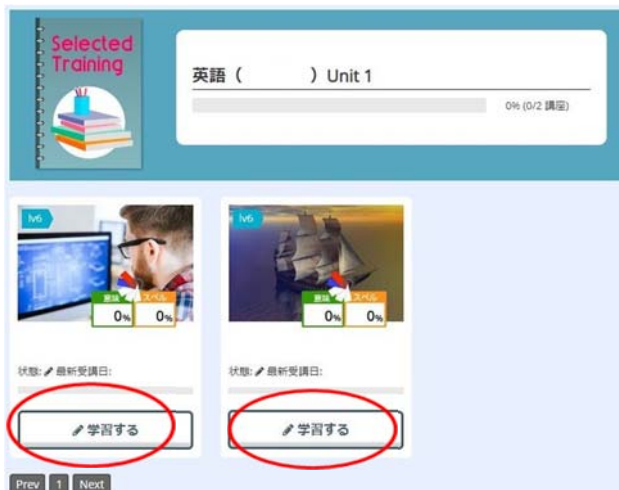 Selected
Training
英語（　　　）Unit 1
0% (0/2 講座)
lv6
意味 スペル
0% 0%
状態: 最新受講日:
学習する
lv6
意味 スペル
0% 0%
状態: 最新受講日:
学習する
Prev 1 Next